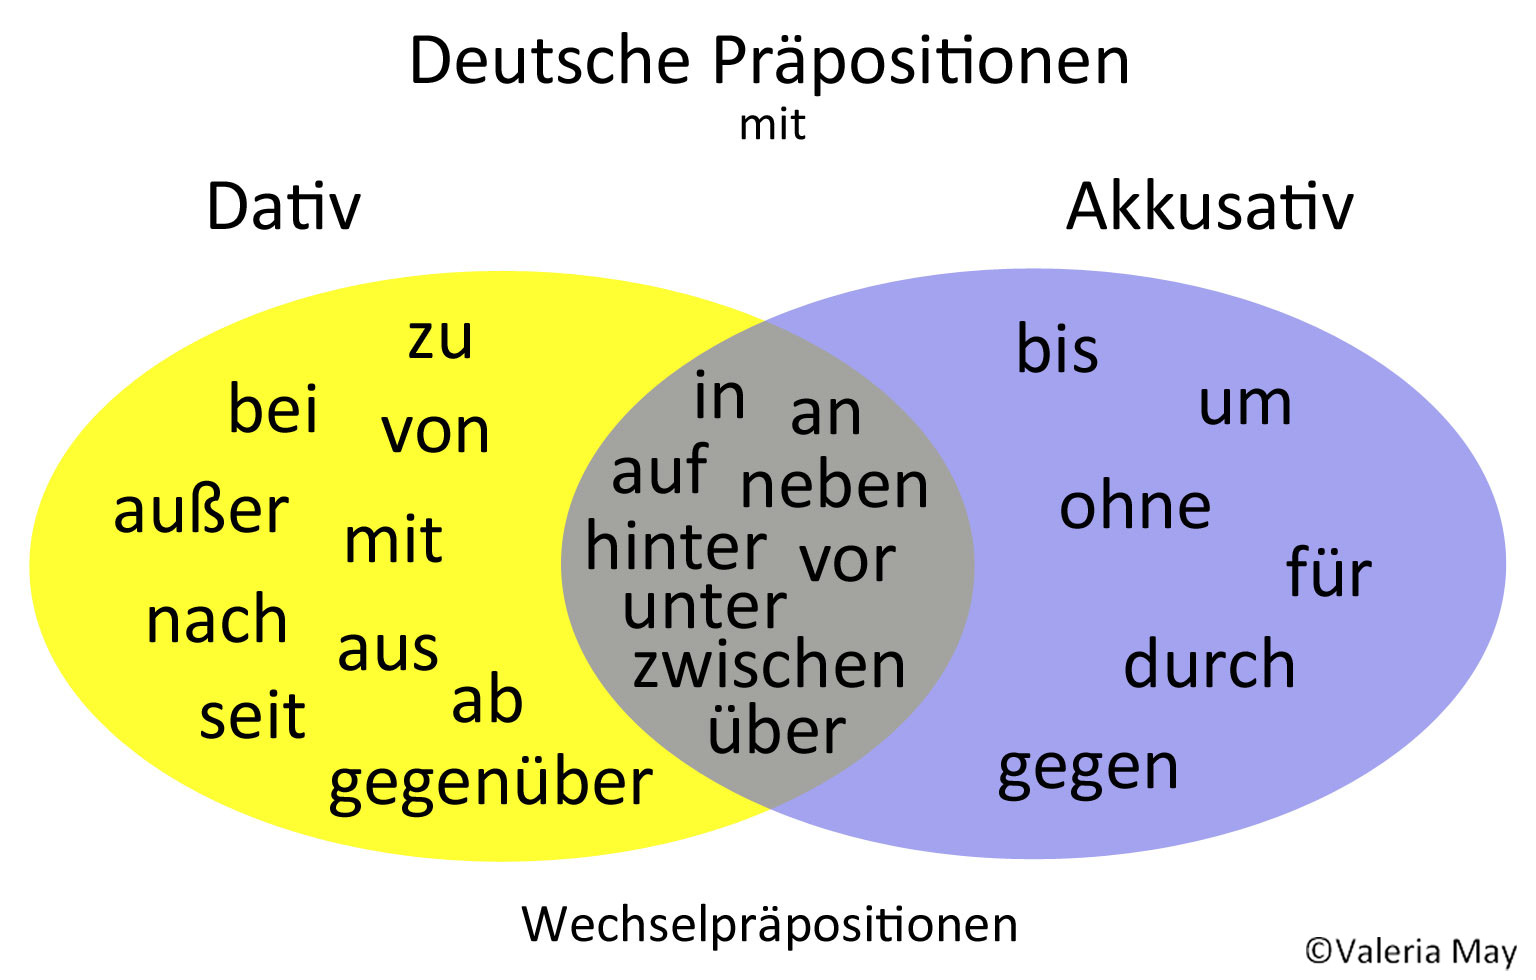 Deutsche Präpositionen
mit
Dativ
Akkusativ
zu
bei
von
außer
mit
nach
aus
ab
seit
gegenüber
in
an
auf
neben
hinter
vor
unter
zwischen
über
bis
um
ohne
für
durch
gegen
Wechselpräpositionen
©Valeria May